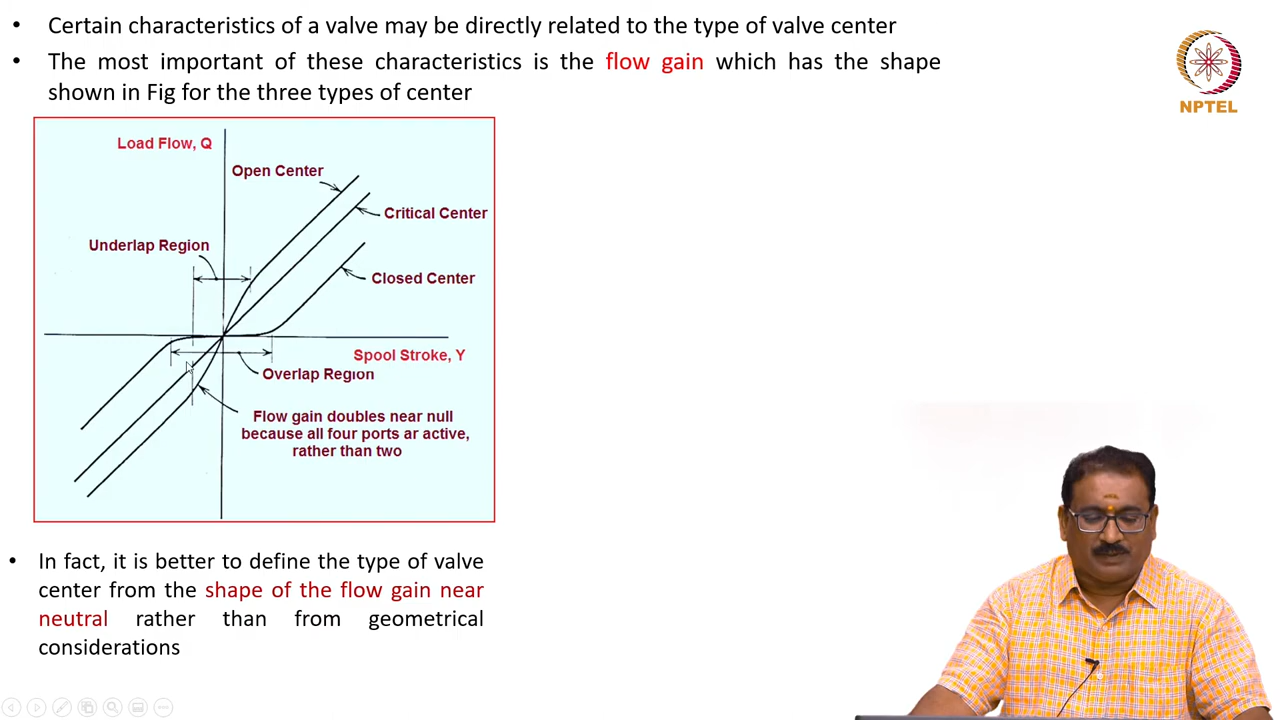 • Certain characteristics of a valve may be directly related to the type of valve center
• The most important of these characteristics is the flow gain which has the shape
shown in Fig for the three types of center
NPTEL
Load Flow, Q
Open Center
Critical Center
Underlap Region
Closed Center
Spool Stroke, Y
Overlap Region
Flow gain doubles near null
because all four ports ar active,
rather than two
• In fact, it is better to define the type of valve
center from the shape of the flow gain near
neutral rather than from geometrical
considerations